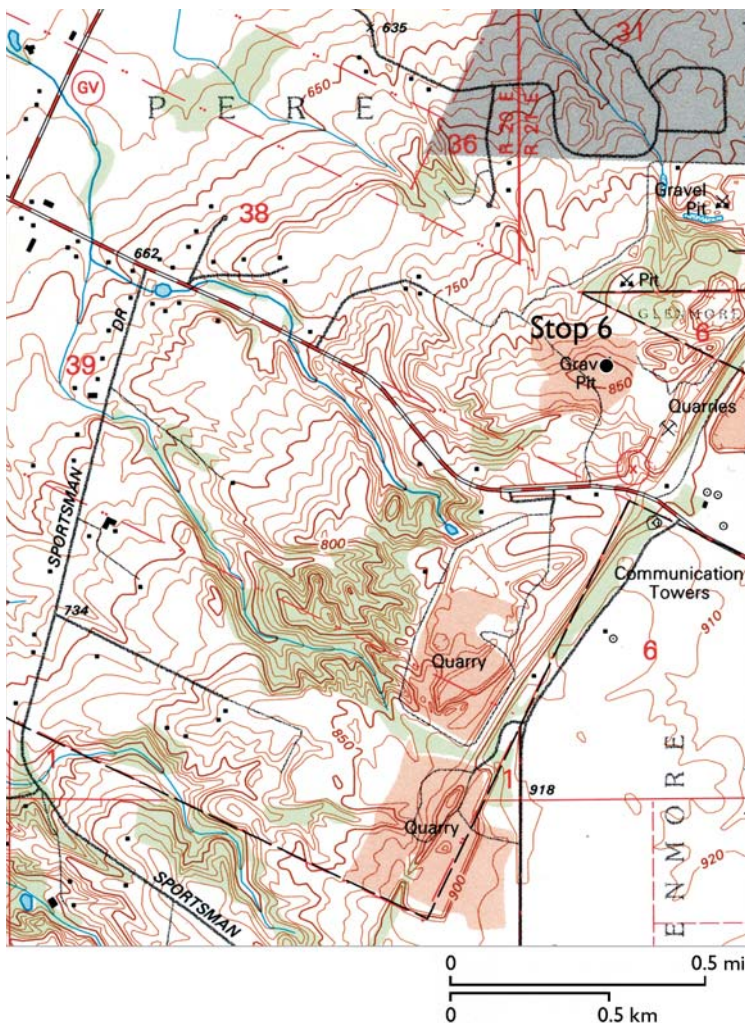 635
31
GV
P E R E
650
36
R 20 E
R 21 E
Gravel
Pit
38
662
750
Pit
GLENMORE
Stop 6
6
Grav
Pit
850
DR
39
Quarries
X
SPORTSMAN
800
Communication
Towers
910
734
6
Quarry
850
1
1
918
Quarry
900
SPORTSMAN
920
E N M O R E
0 0.5 mi
0 0.5 km